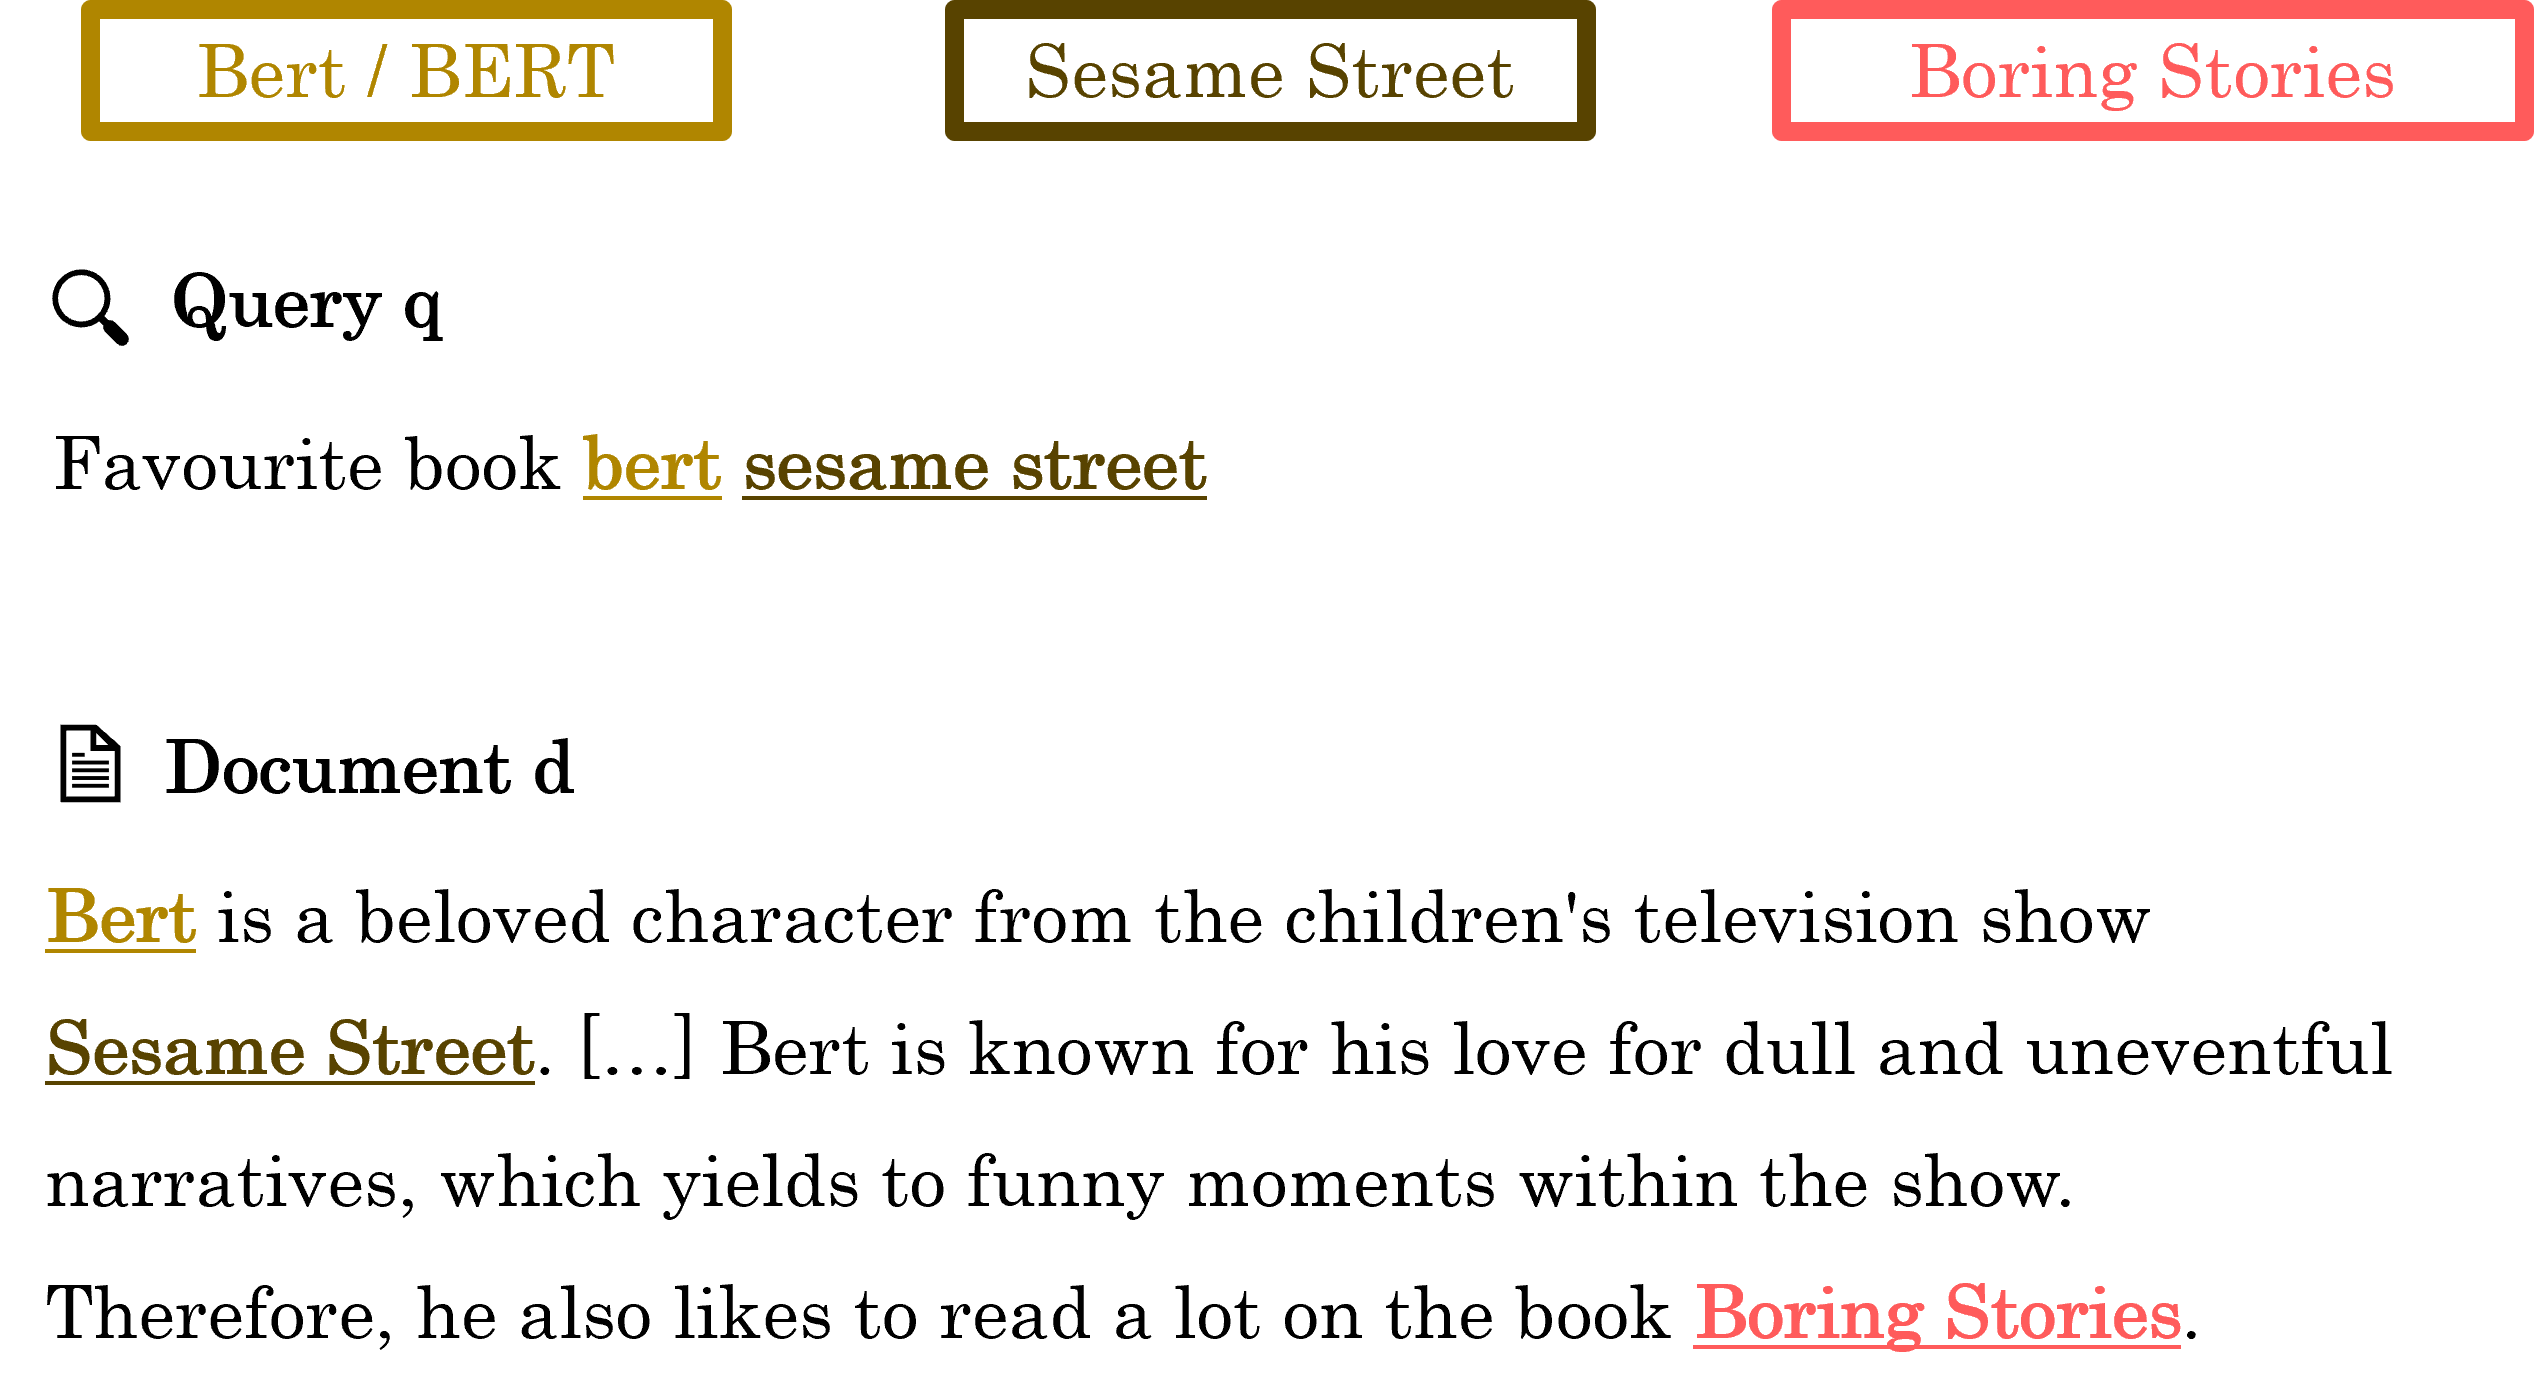 Bert / BERT
Sesame Street
Boring Stories
Query q
Favourite book bert sesame street
Document d
Bert is a beloved character from the children's television show
Sesame Street. [...] Bert is known for his love for dull and uneventful
narratives, which yields to funny moments within the show.
Therefore, he also likes to read a lot on the book Boring Stories.